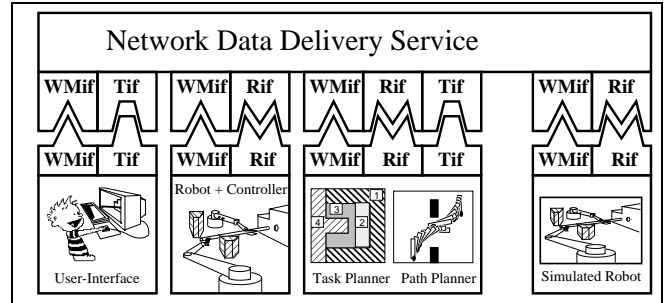 Network Data Delivery Service
WMif Tif WMif Rif WMif Rif Tif WMif Rif
WMif Tif WMif Rif WMif Rif Tif WMif Rif
Robot + Controller
1
3
4 2
User-Interface Task Planner Path Planner Simulated Robot